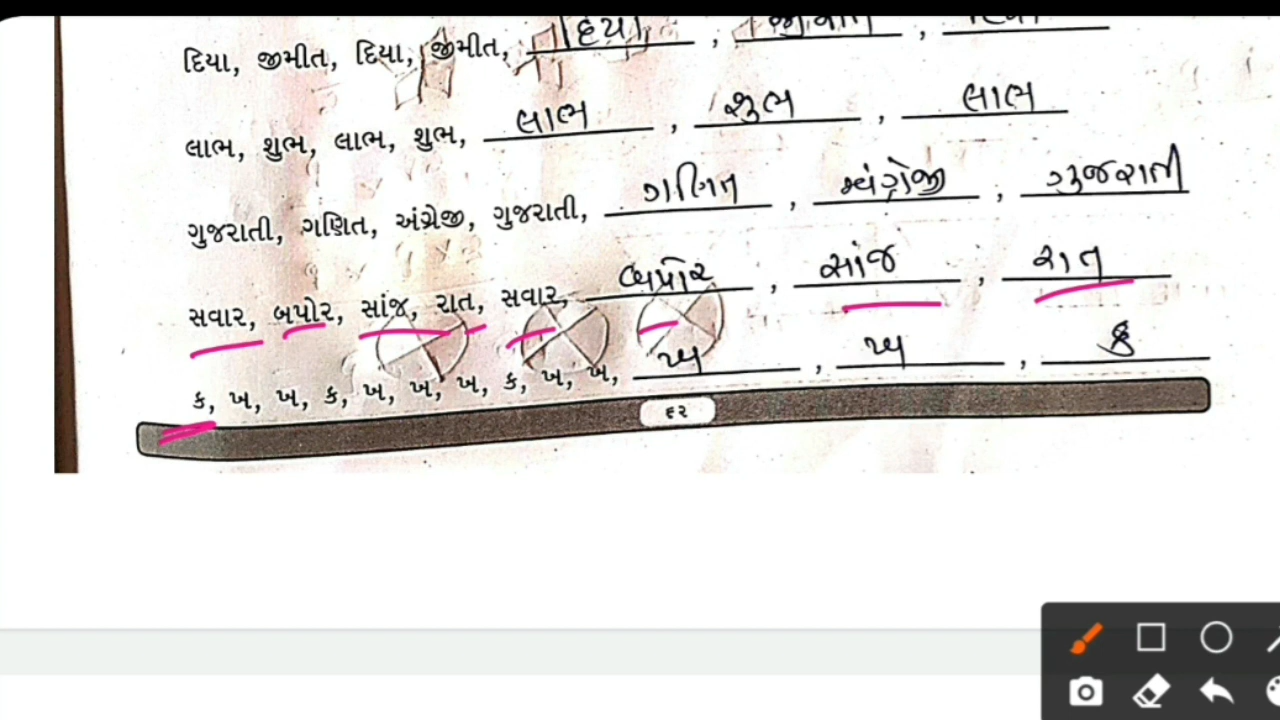 દિયા, જીમીત, દિયા, જીમીત, દિયા, જીમીત, દિયા
લાભ, શુભ, લાભ, શુભ, લાભ, શુભ, લાભ
ગુજરાતી, ગણિત, અંગ્રેજી, ગુજરાતી, ગણિત, અંગ્રેજી, ગુજરાતી
સવાર, બપોર, સાંજ, રાત, સવાર, બપોર, સાંજ, રાત
ક, ખ, ખ, ક, ખ, ખ, ખ, ક, ખ, ખ, ખ, ખ, ક
૬૨